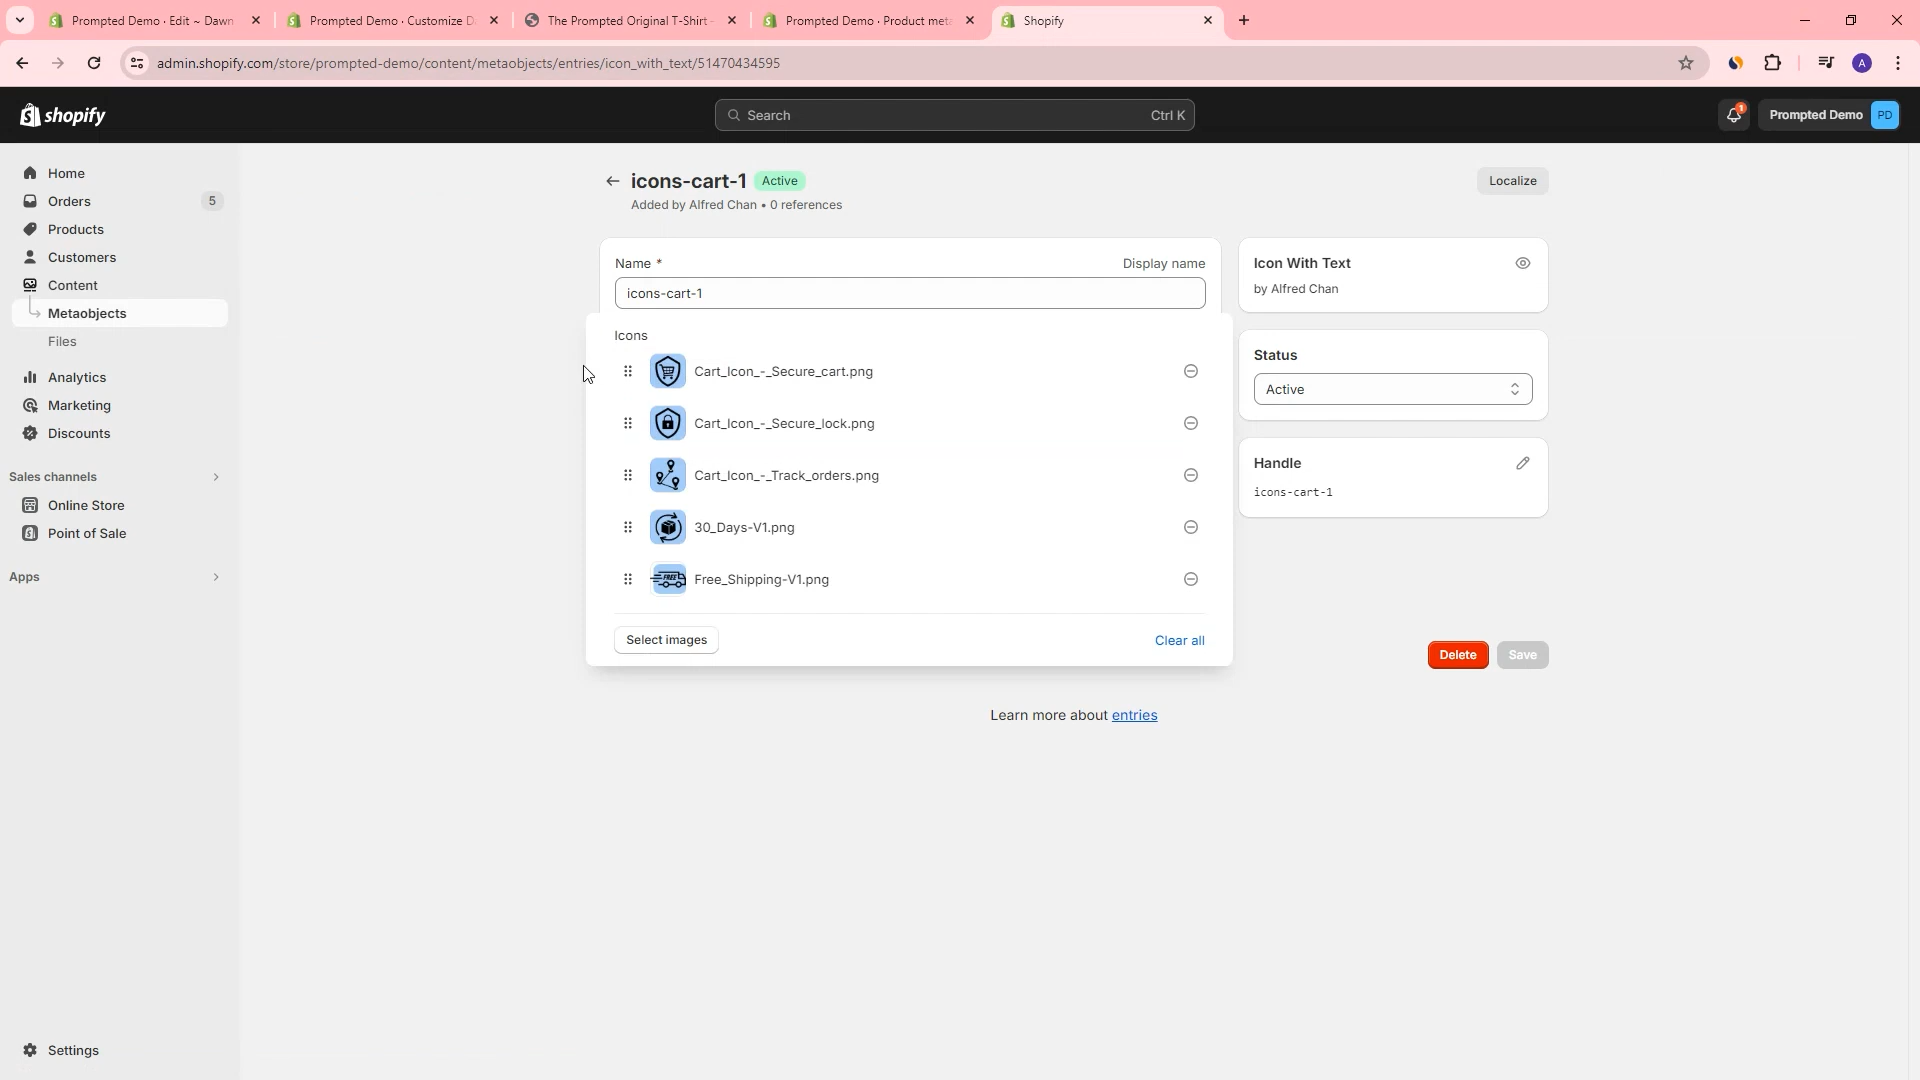 Prompted Demo · Edit ~ Dawn
Prompted Demo · Customize D
The Prompted Original T-Shirt –
Prompted Demo · Product meta
Shopify
admin.shopify.com/store/prompted-demo/content/metaobjects/entries/icon_with_text/51470434595
A
shopify
Search
Ctrl K
1
Prompted Demo
PD
Home
Orders
5
Products
Customers
Content
Metaobjects
Files
Analytics
Marketing
Discounts
Sales channels
Online Store
Point of Sale
Apps
Settings
icons-cart-1
Active
Added by Alfred Chan • 0 references
Localize
Name *
Display name
icons-cart-1
Icons
Cart_Icon_-_Secure_cart.png
Cart_Icon_-_Secure_lock.png
Cart_Icon_-_Track_orders.png
30_Days-V1.png
FREE
Free_Shipping-V1.png
Select images
Clear all
Icon With Text
by Alfred Chan
Status
Active
Handle
icons-cart-1
Delete
Save
Learn more about entries